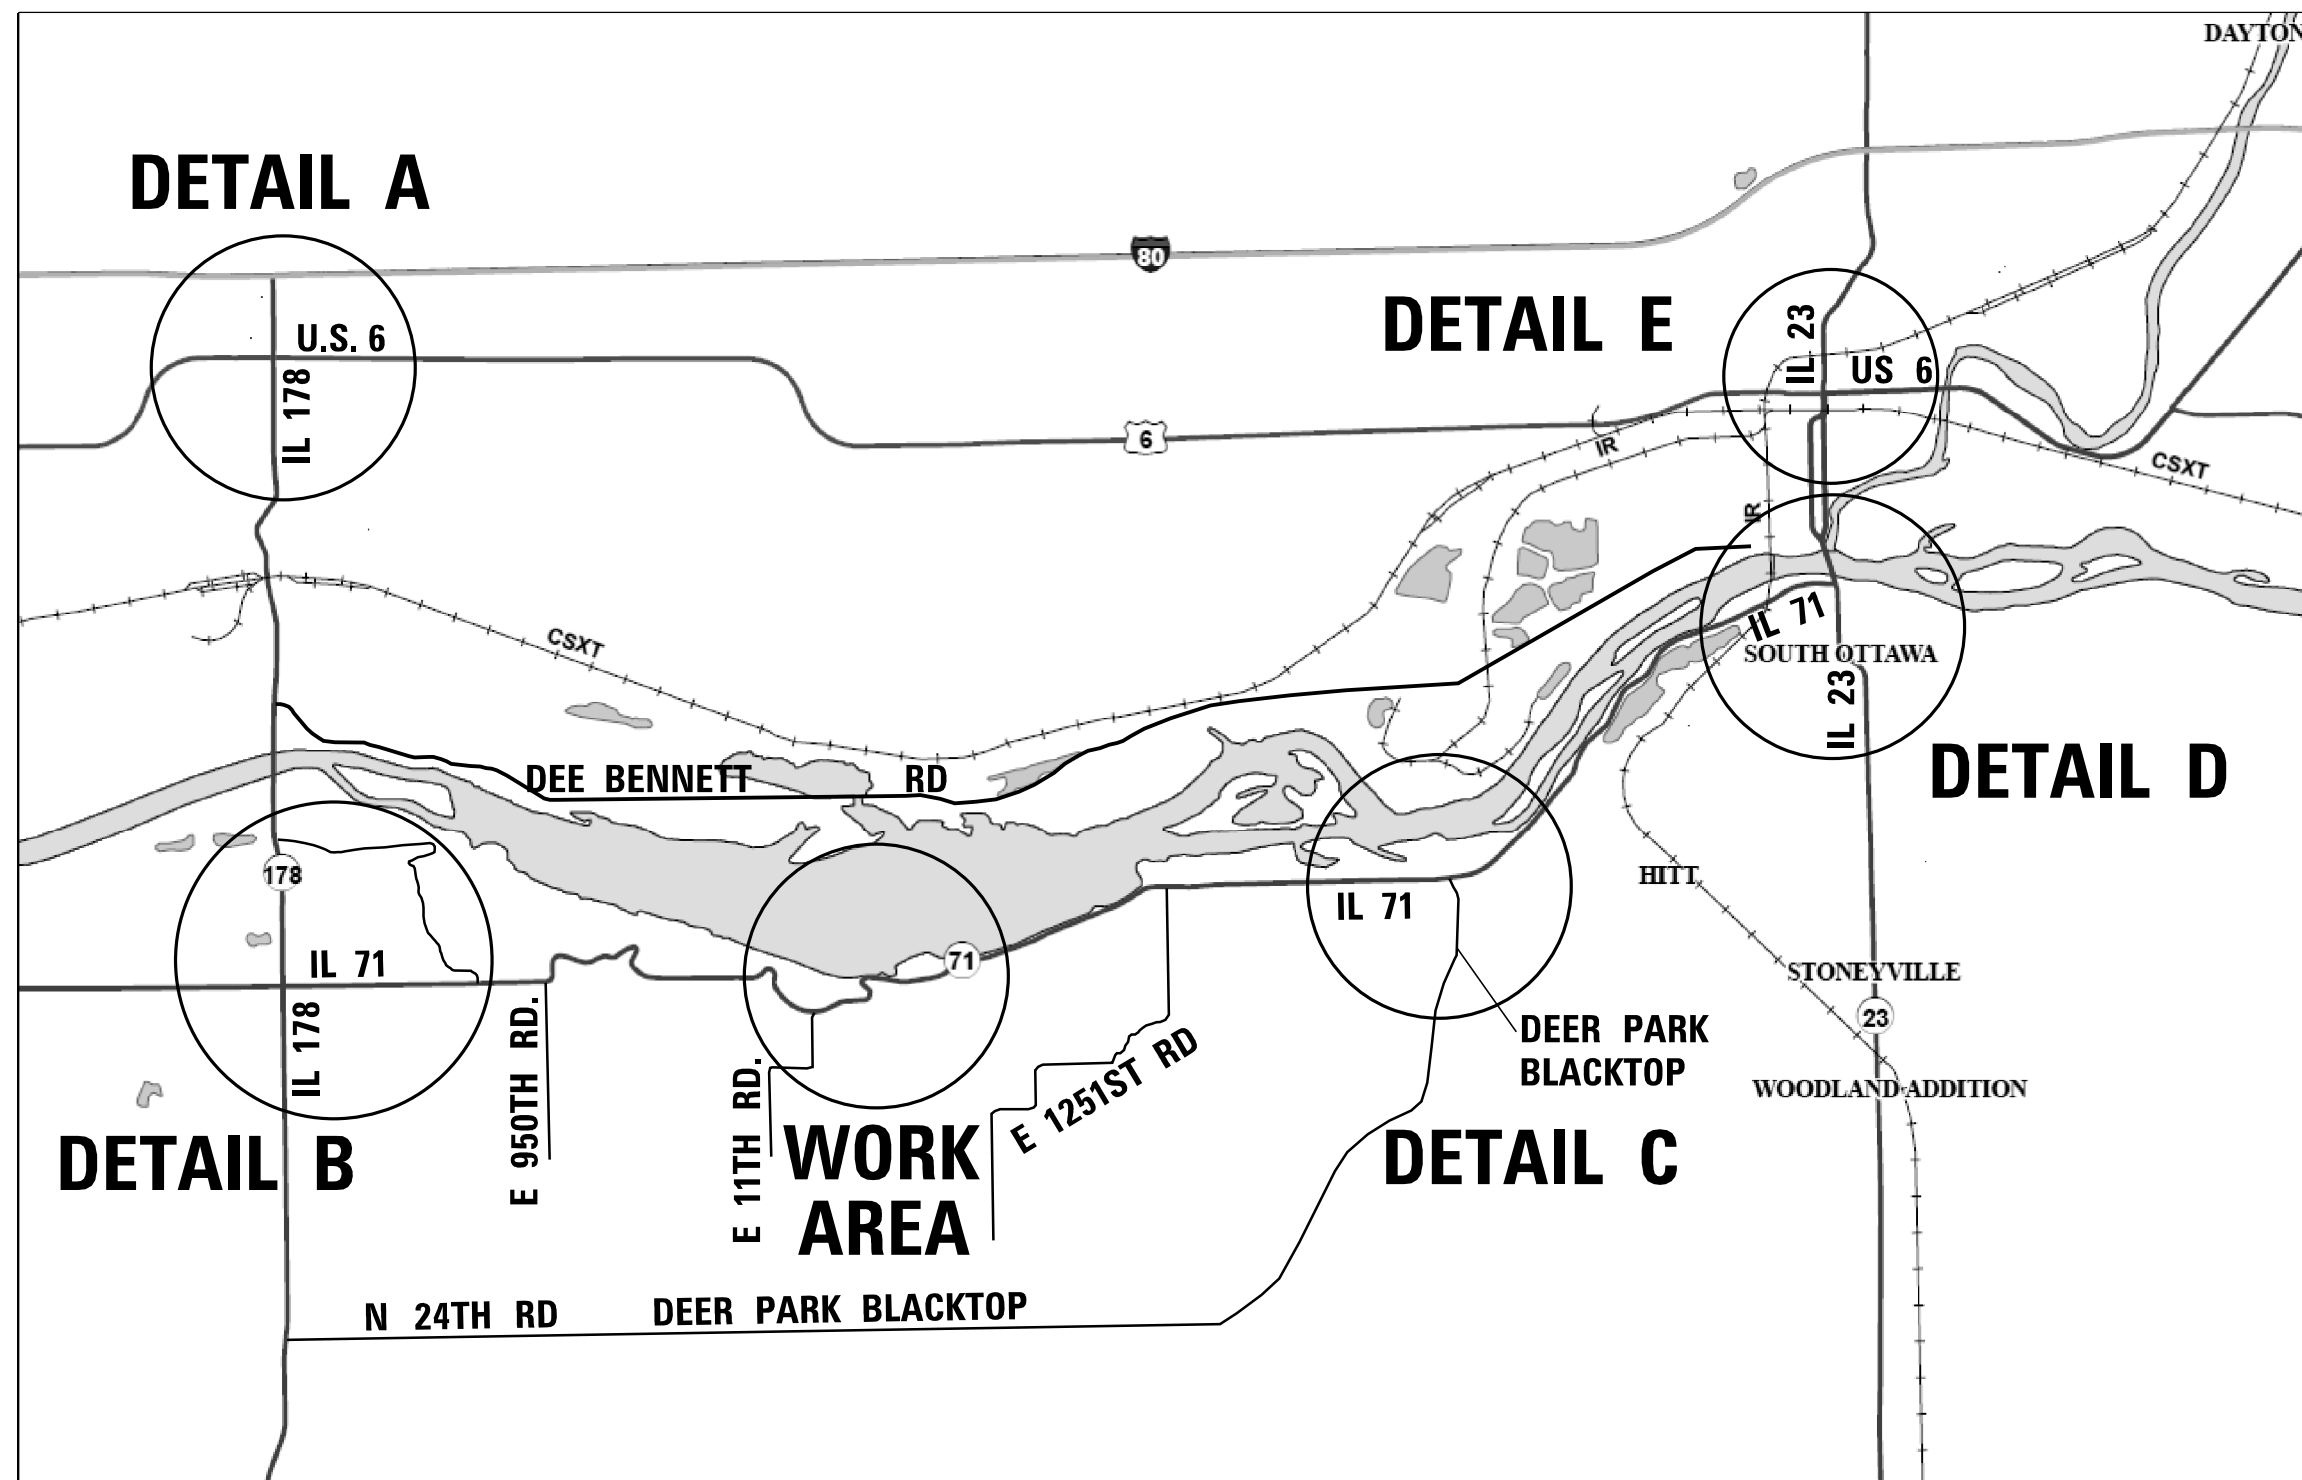 DAYTON
DETAIL A
80
DETAIL E
IL 23
U.S. 6
US 6
IL 178
6
IR
CSXT
IR
CSXT
IL 71
SOUTH OTTAWA
IL 23
DEE BENNETT RD
DETAIL D
178
HITT
IL 71
IL 71
71
STONEYVILLE
IL 178
E 950TH RD.
23
DEER PARK
BLACKTOP
E 1251ST RD
E 11TH RD.
WOODLAND ADDITION
DETAIL B
WORK
AREA
DETAIL C
N 24TH RD
DEER PARK BLACKTOP